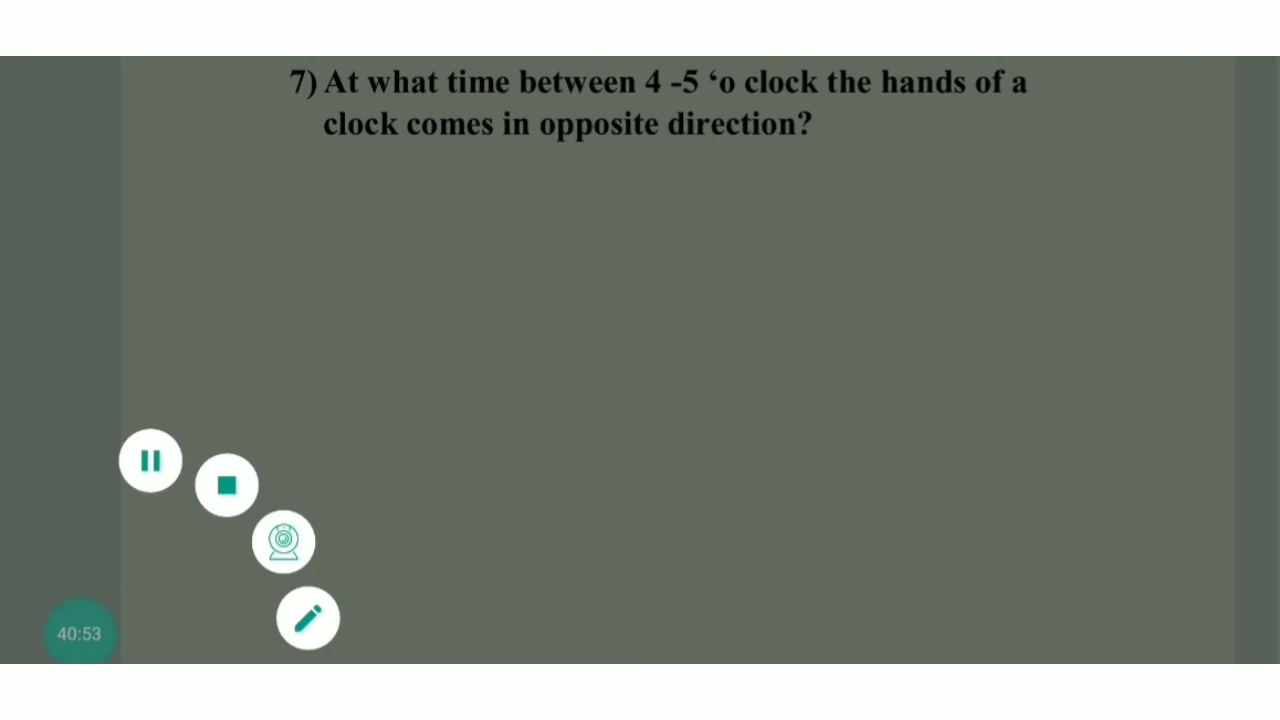 7) At what time between 4 -5 ‘o clock the hands of a
clock comes in opposite direction?
40:53